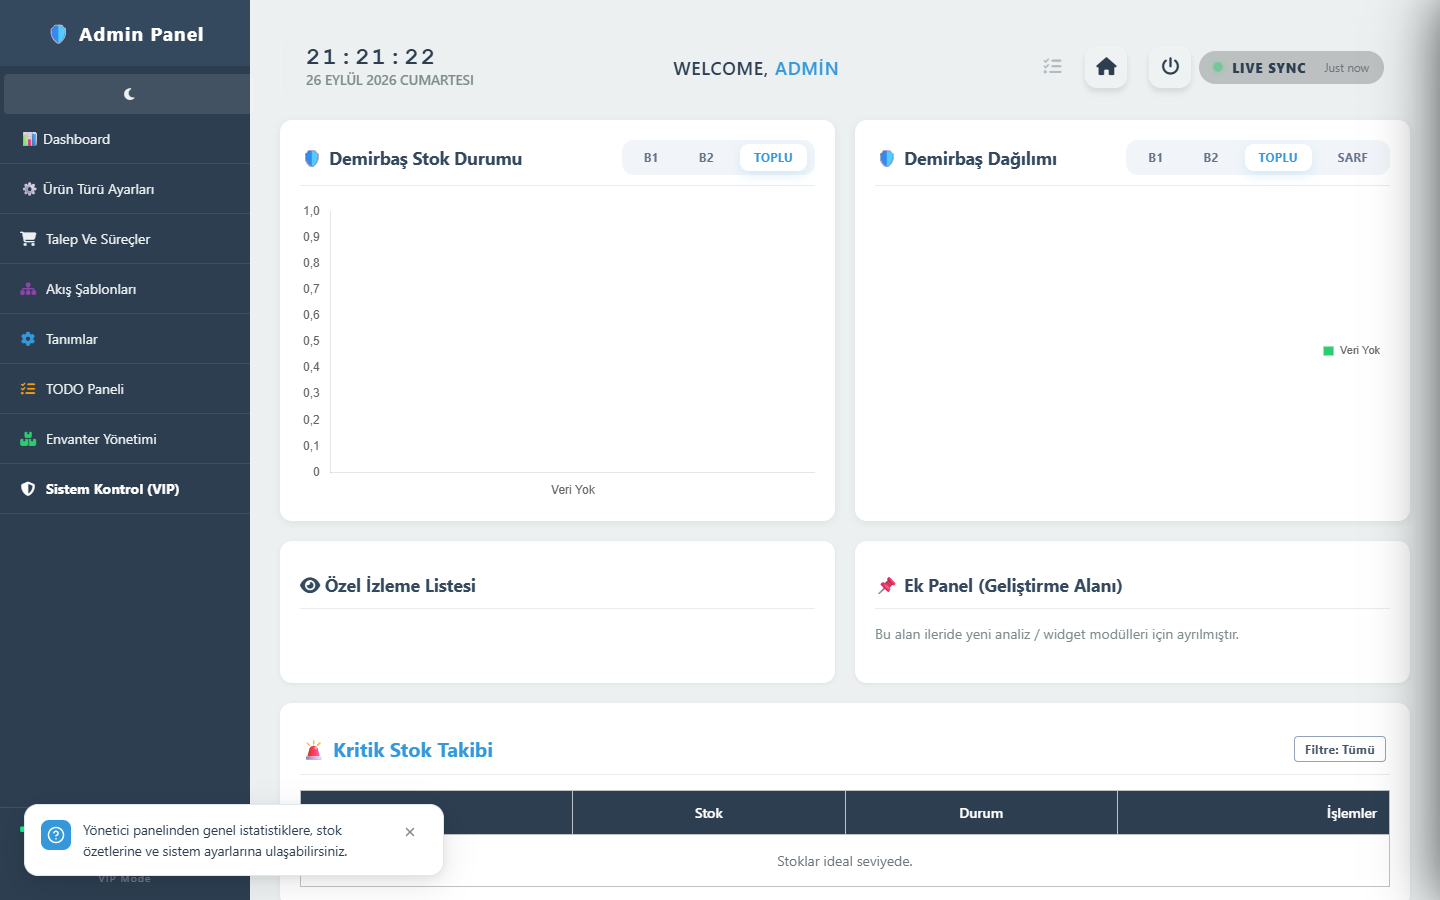 Admin Panel
Dashboard
Ürün Türü Ayarları
Talep Ve Süreçler
Akış Şablonları
Tanımlar
TODO Paneli
Envanter Yönetimi
Sistem Kontrol (VIP)
21:21:22
26 EYLÜL 2026 CUMARTESI
WELCOME, ADMİN
LIVE SYNC Just now
Demirbaş Stok Durumu
B1 B2 TOPLU
1,0
0,9
0,8
0,7
0,6
0,5
0,4
0,3
0,2
0,1
0
Veri Yok
Demirbaş Dağılımı
B1 B2 TOPLU SARF
Veri Yok
Özel İzleme Listesi
Ek Panel (Geliştirme Alanı)
Bu alan ileride yeni analiz / widget modülleri için ayrılmıştır.
Kritik Stok Takibi
Filtre: Tümü
Stok Durum İşlemler
Stoklar ideal seviyede.
Yönetici panelinden genel istatistiklere, stok
özetlerine ve sistem ayarlarına ulaşabilirsiniz.
VIP Mode